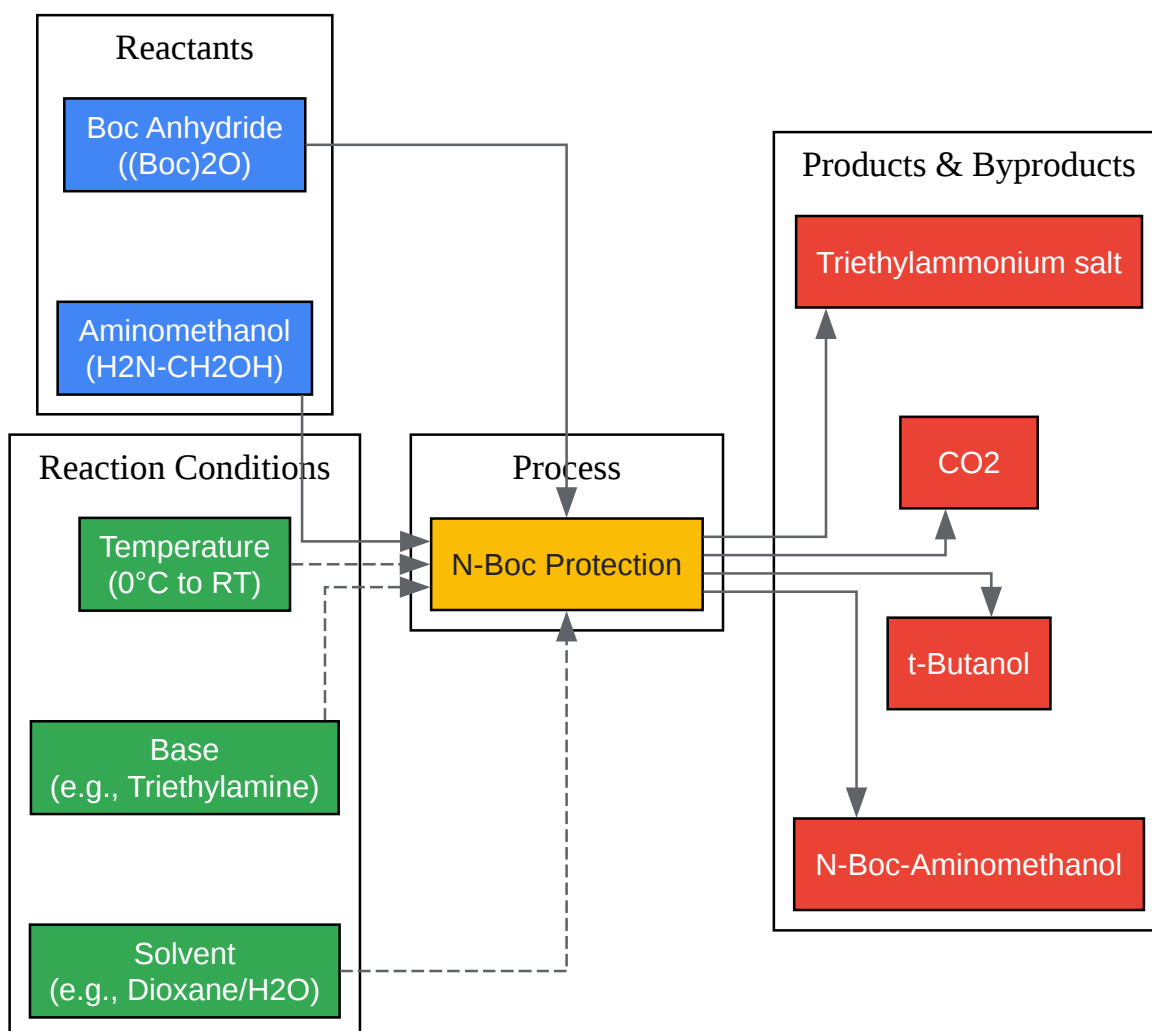 Reactants
Boc Anhydride
((Boc)2O)
Aminomethanol
(H2N-CH2OH)
Reaction Conditions
Temperature
(0°C to RT)
Base
(e.g., Triethylamine)
Solvent
(e.g., Dioxane/H2O)
Process
N-Boc Protection
Products & Byproducts
Triethylammonium salt
CO2
t-Butanol
N-Boc-Aminomethanol